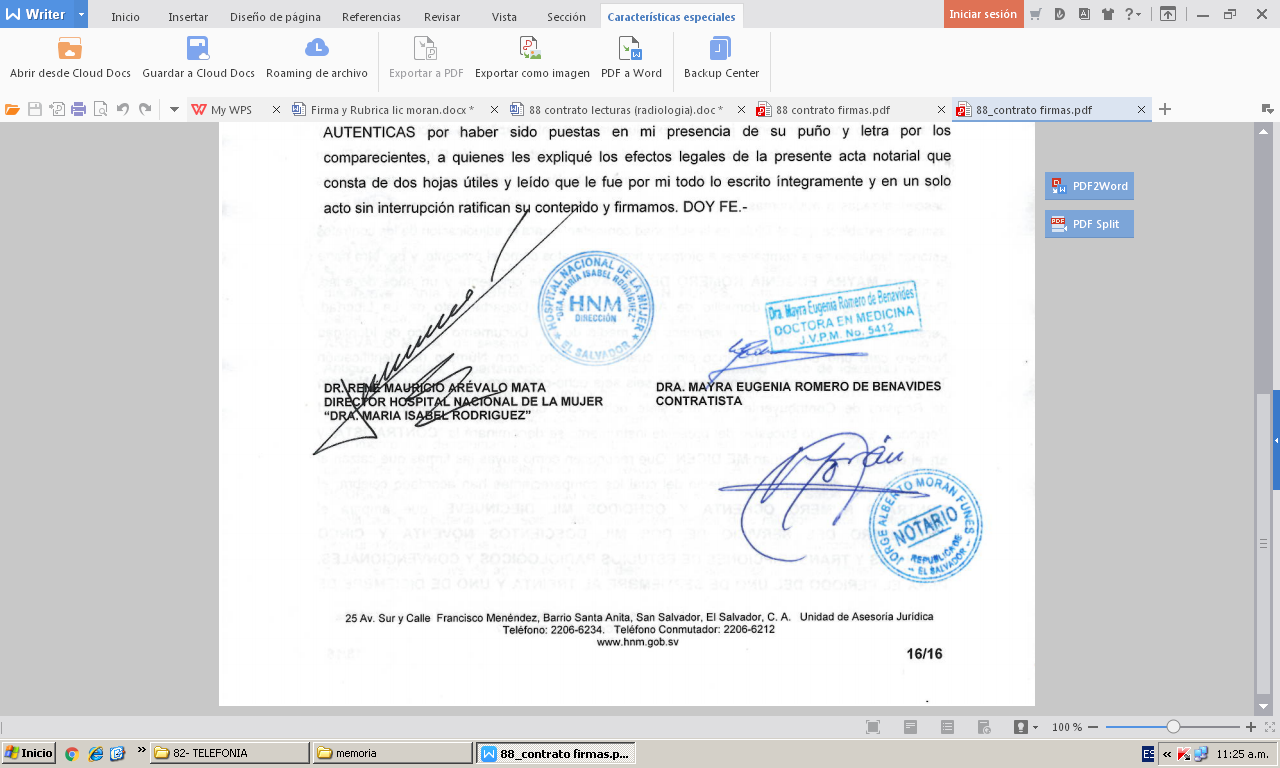 Writer
Inicio
Insertar
Diseño de página
Referencias
Revisar
Vista
Sección
Características especiales
Iniciar sesión
Abrir desde Cloud Docs
Guardar a Cloud Docs
Roaming de archivo
Exportar a PDF
Exportar como imagen
PDF a Word
Backup Center
My WPS
Firma y Rubrica lic moran.docx *
88 contrato lecturas (radiologia).doc *
88 contrato firmas.pdf
88_contrato firmas.pdf
PDF2Word
PDF Split
AUTENTICAS por haber sido puestas en mi presencia de su puño y letra por los
comparecientes, a quienes les expliqué los efectos legales de la presente acta notarial que
consta de dos hojas útiles y leído que le fue por mi todo lo escrito íntegramente y en un solo
acto sin interrupción ratifican su contenido y firmamos. DOY FE.-
HOSPITAL NACIONAL DE LA MUJER
"DRA. MARIA ISABEL RODRIGUEZ"
HNM
DIRECCIÓN
EL SALVADOR
Dra. Mayra Eugenia Romero de Benavides
DOCTORA EN MEDICINA
J.V.P.M. No. 5412
DR. RENE MAURICIO ARÉVALO MATA
DIRECTOR HOSPITAL NACIONAL DE LA MUJER
“DRA. MARIA ISABEL RODRIGUEZ”
DRA. MAYRA EUGENIA ROMERO DE BENAVIDES
CONTRATISTA
JORGE ALBERTO MORAN FUNES
NOTARIO
REPUBLICA DE
EL SALVADOR
25 Av. Sur y Calle Francisco Menéndez, Barrio Santa Anita, San Salvador, El Salvador, C. A. Unidad de Asesoría Jurídica
Teléfono: 2206-6234. Teléfono Conmutador: 2206-6212
www.hnm.gob.sv
16/16
100 %
Inicio
82- TELEFONIA
memoria
88_contrato firmas.p...
ES
11:25 a.m.